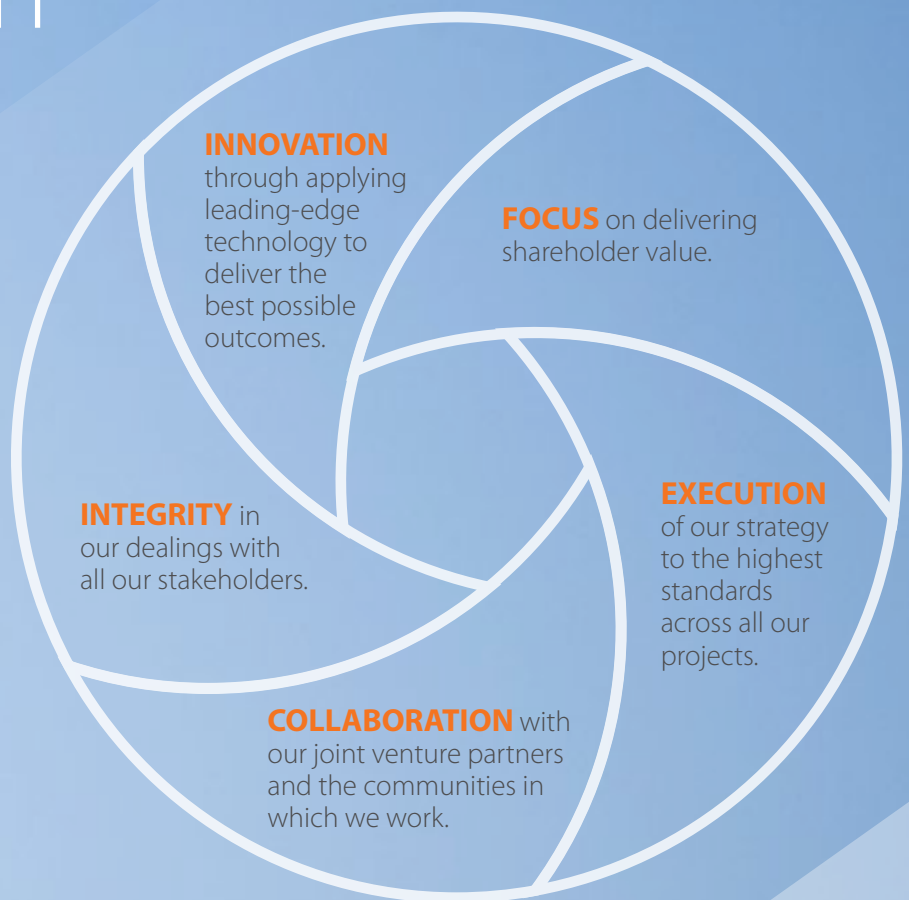 INNOVATION
through applying
leading-edge
technology to
deliver the
best possible
outcomes.
FOCUS on delivering
shareholder value.
EXECUTION
of our strategy
to the highest
standards
across all our
projects.
COLLABORATION with
our joint venture partners
and the communities in
which we work.
INTEGRITY in
our dealings with
all our stakeholders.